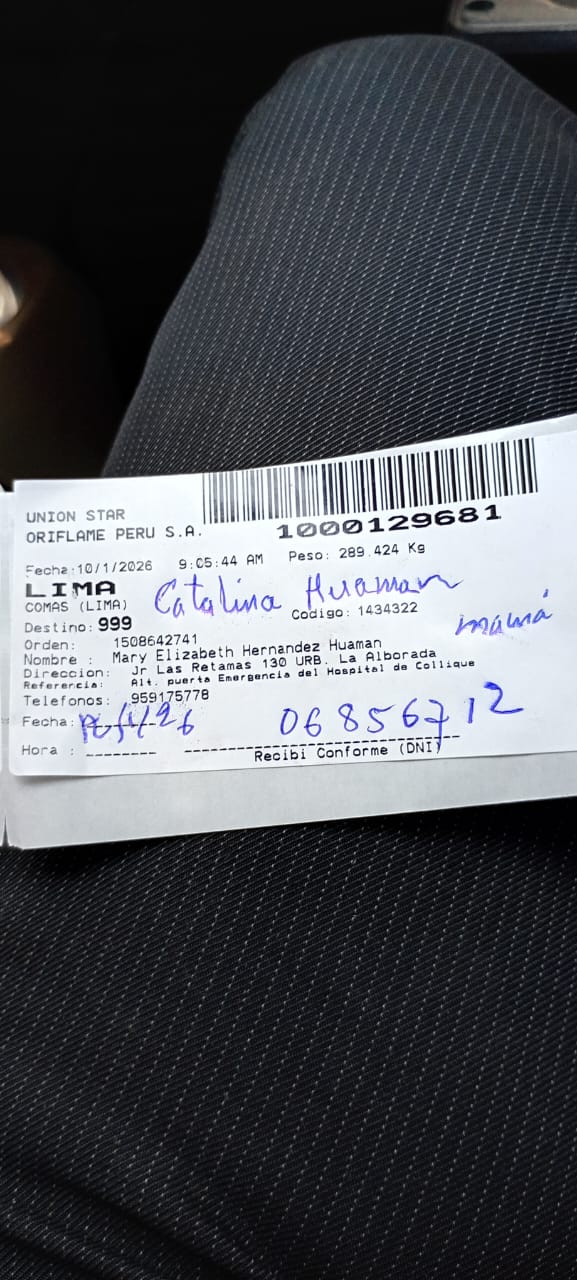 UNION STAR
ORIFLAME PERU S.A.
1000129681
Fecha:10/1/2026 9:05:44 AM Peso: 289.424 Kg
LIMA
COMAS (LIMA)
Catalina Huaman
mamá
Destino: 999 Codigo: 1434322
Orden: 1508642741
Nombre : Mary Elizabeth Hernandez Huaman
Direccion: Jr Las Retamas 130 URB. La Alborada
Referencia: Alt. puerta Emergencia del Hospital de Collique
Telefonos: 959175778
Fecha: 06856712
Hora : Recibi Conforme (DNI)